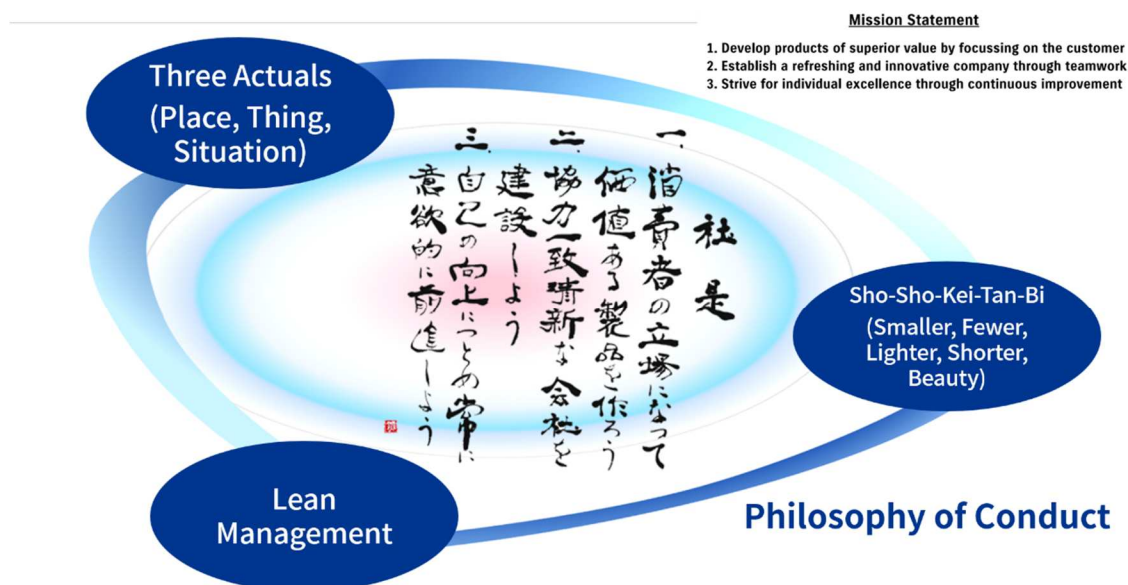 Mission Statement
1. Develop products of superior value by focussing on the customer
2. Establish a refreshing and innovative company through teamwork
3. Strive for individual excellence through continuous improvement
Three Actuals
(Place, Thing,
Situation)
社是
一、消費者の立場になって
価値ある製品を作ろう
二、協力一致清新な会社を
建設しよう
三、自己の向上につとめ常に
意欲的に前進しよう
Sho-Sho-Kei-Tan-Bi
(Smaller, Fewer,
Lighter, Shorter,
Beauty)
Lean
Management
Philosophy of Conduct